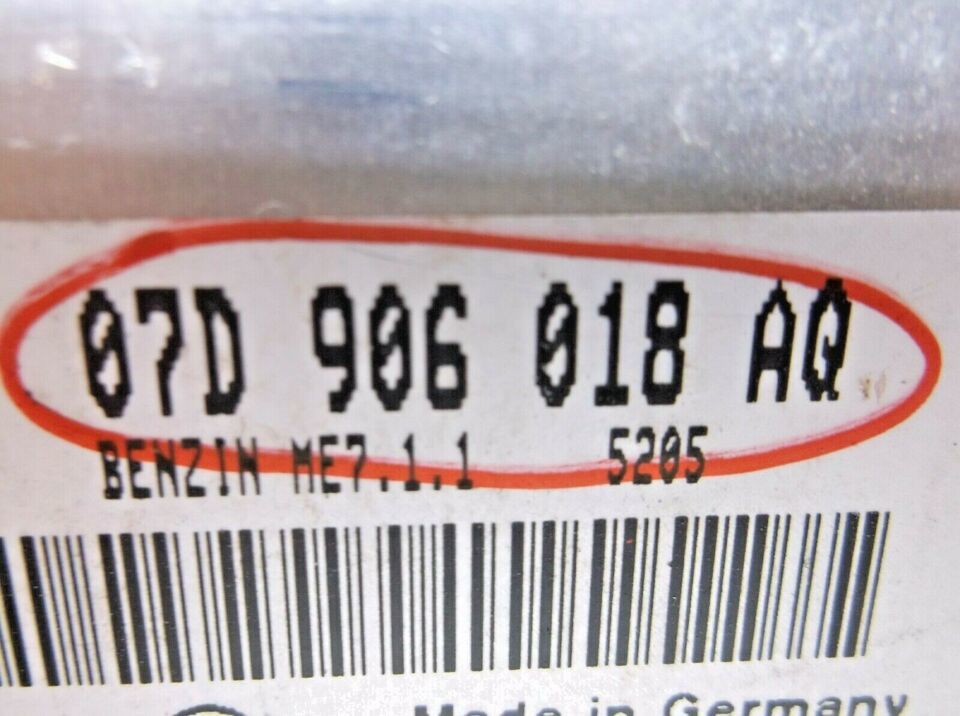 07D 906 018 AQ
BENZIN ME7.1.1 5205
Made in Germany